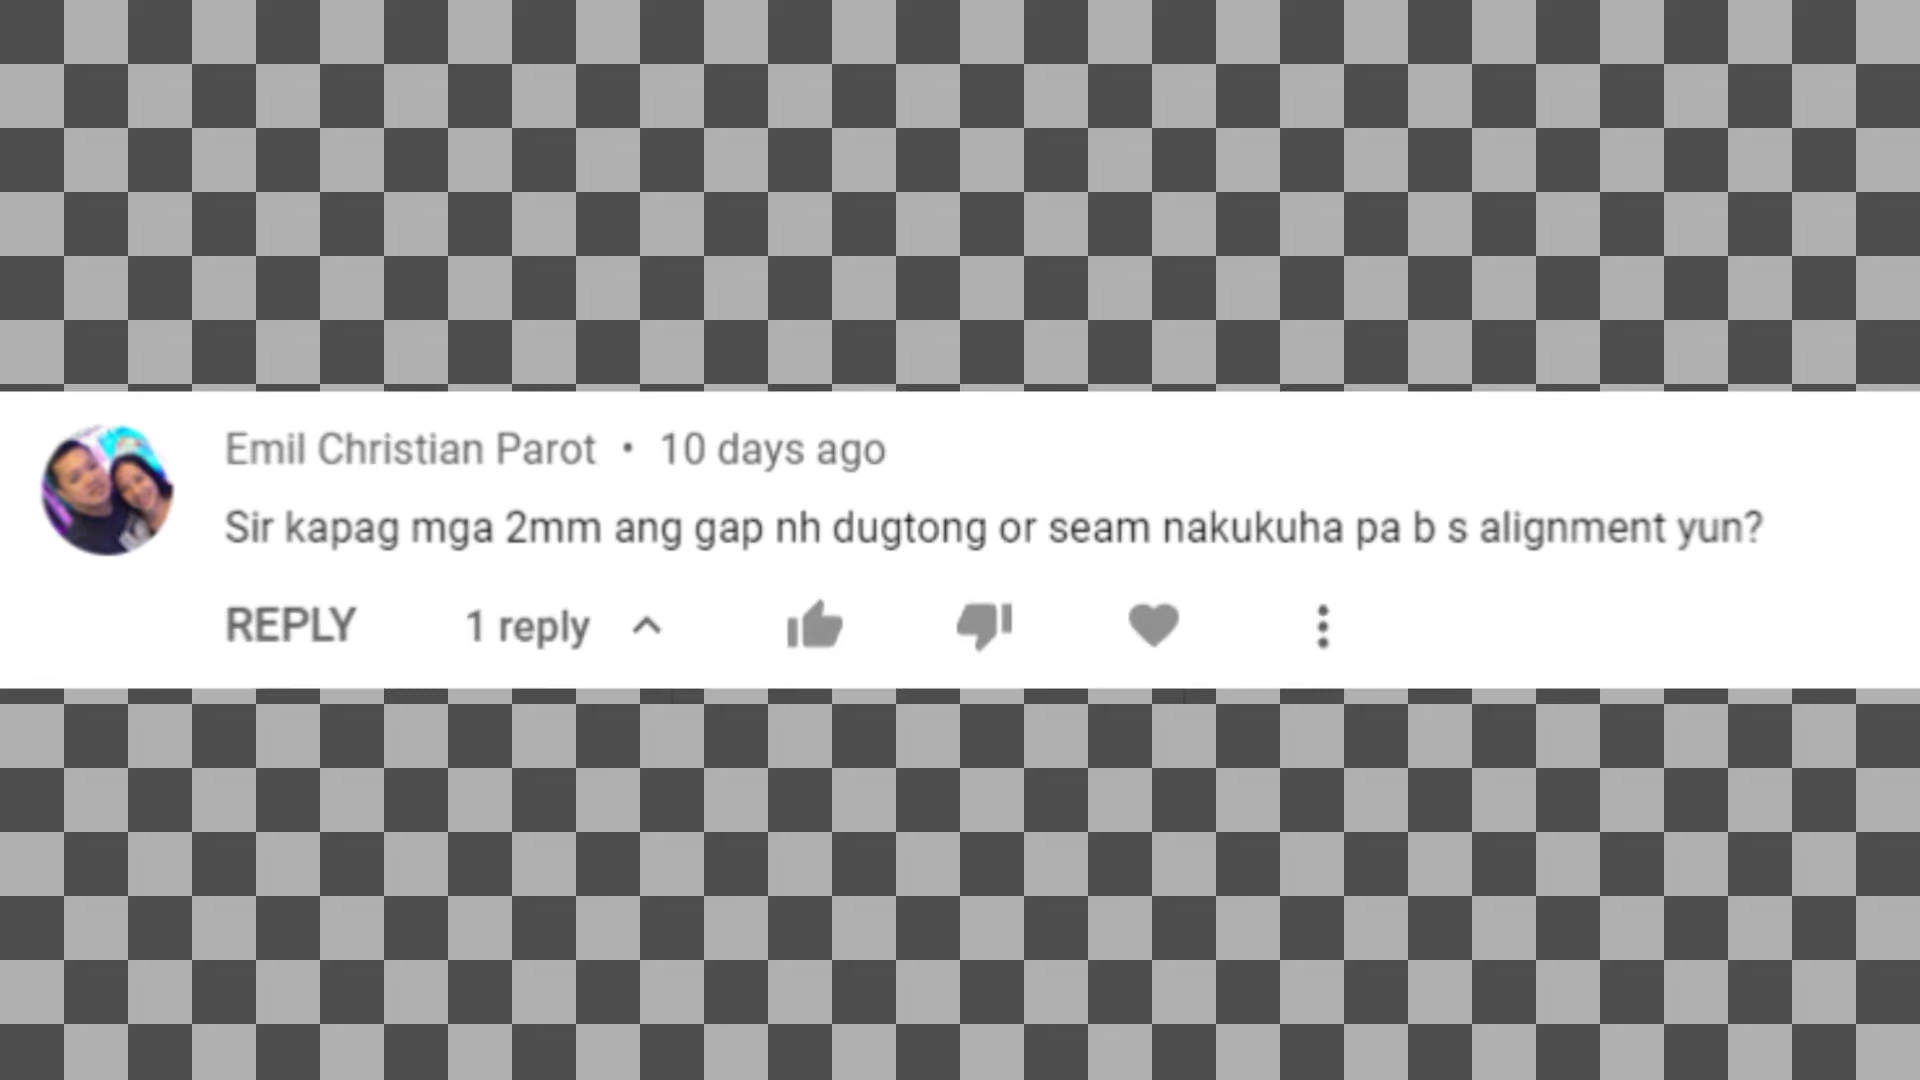 Emil Christian Parot • 10 days ago
Sir kapag mga 2mm ang gap nh dugtong or seam nakukuha pa b s alignment yun?
REPLY 1 reply